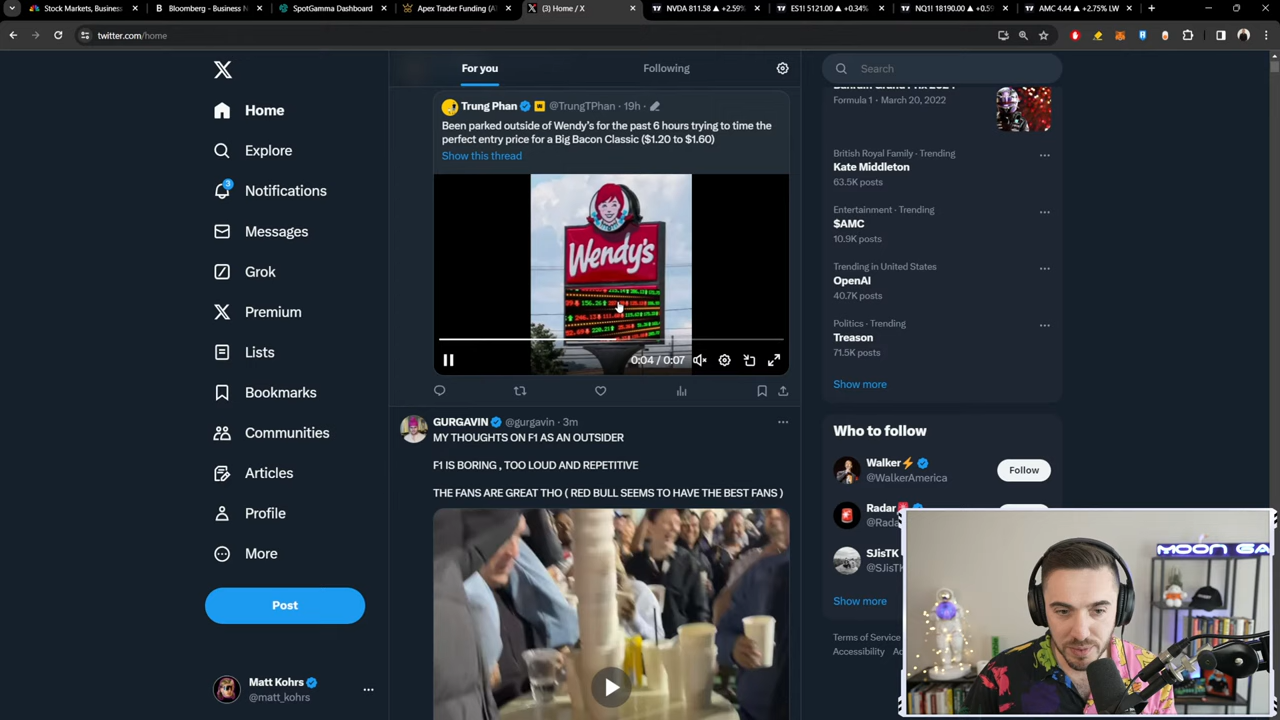 Stock Markets, Busines
Bloomberg - Business N
SpotGamma Dashboard
Apex Trader Funding (A
(3) Home / X
NVDA 811.58 ▲ +2.59%
ES1! 5121.00 ▲ +0.34%
NQ1! 18190.00 ▲ +0.5
AMC 4.44 ▲ +2.75% LW
twitter.com/home
Home
Explore
3
Notifications
Messages
Grok
Premium
Lists
Bookmarks
Communities
Articles
Profile
More
Post
Matt Kohrs
@matt_kohrs
For you
Following
Trung Phan @TrungTPhan · 19h
Been parked outside of Wendy's for the past 6 hours trying to time the
perfect entry price for a Big Bacon Classic ($1.20 to $1.60)
Show this thread
Wendy's
0:04 / 0:07
GURGAVIN @gurgavin · 3m
MY THOUGHTS ON F1 AS AN OUTSIDER
F1 IS BORING , TOO LOUD AND REPETITIVE
THE FANS ARE GREAT THO ( RED BULL SEEMS TO HAVE THE BEST FANS )
Search
Bahrain Grand Prix 2024
Formula 1 · March 20, 2022
British Royal Family · Trending
Kate Middleton
63.5K posts
Entertainment · Trending
$AMC
10.9K posts
Trending in United States
OpenAI
40.7K posts
Politics · Trending
Treason
71.5K posts
Show more
Who to follow
Walker⚡
@WalkerAmerica
Follow
Radar🚨
@Rada
SJisTK
@SJisTK
Show more
Terms of Service
Accessibility
MOON GA